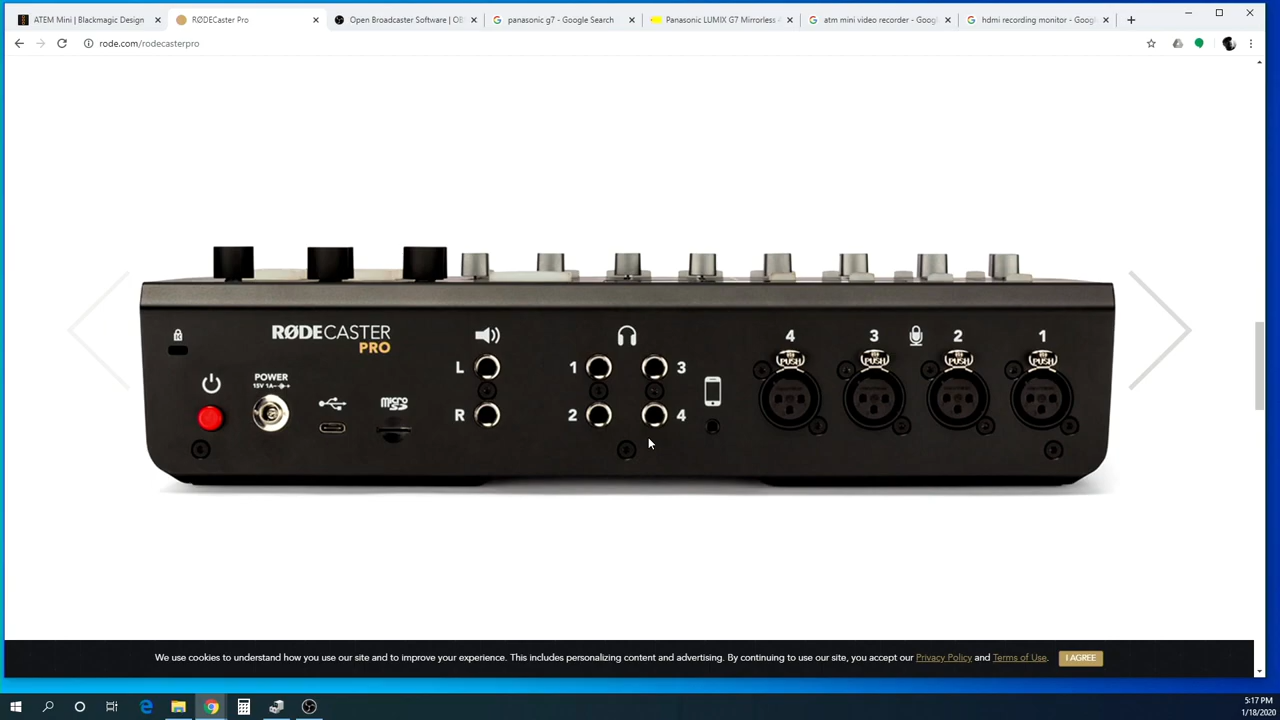 ATEM Mini | Blackmagic Design
RØDECaster Pro
Open Broadcaster Software | OB
panasonic g7 - Google Search
Panasonic LUMIX G7 Mirrorless
atm mini video recorder - Goog
hdmi recording monitor - Goog
rode.com/rodecasterpro
RØDECASTER
PRO
L
R
1
2
3
4
4
3
2
1
PUSH
PUSH
PUSH
PUSH
POWER
15V 1A
micro
SD
We use cookies to understand how you use our site and to improve your experience. This includes personalizing content and advertising. By continuing to use our site, you accept our Privacy Policy and Terms of Use.
I AGREE
5:17 PM
1/18/2020